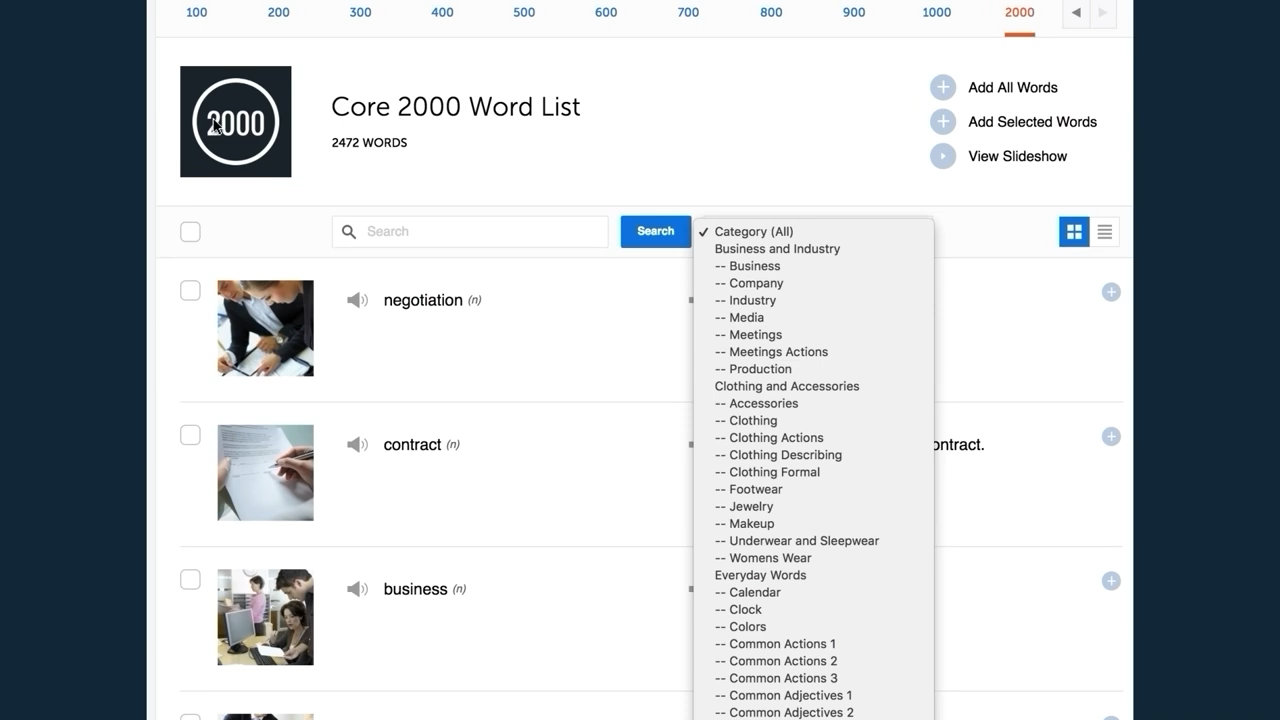 100 200 300 400 500 600 700 800 900 1000 2000
2000
Core 2000 Word List
2472 WORDS
Add All Words
Add Selected Words
View Slideshow
Search
Search
✓ Category (All)
Business and Industry
-- Business
-- Company
-- Industry
-- Media
-- Meetings
-- Meetings Actions
-- Production
Clothing and Accessories
-- Accessories
-- Clothing
-- Clothing Actions
-- Clothing Describing
-- Clothing Formal
-- Footwear
-- Jewelry
-- Makeup
-- Underwear and Sleepwear
-- Womens Wear
Everyday Words
-- Calendar
-- Clock
-- Colors
-- Common Actions 1
-- Common Actions 2
-- Common Actions 3
-- Common Adjectives 1
-- Common Adjectives 2
negotiation (n)
contract (n)
ontract.
business (n)